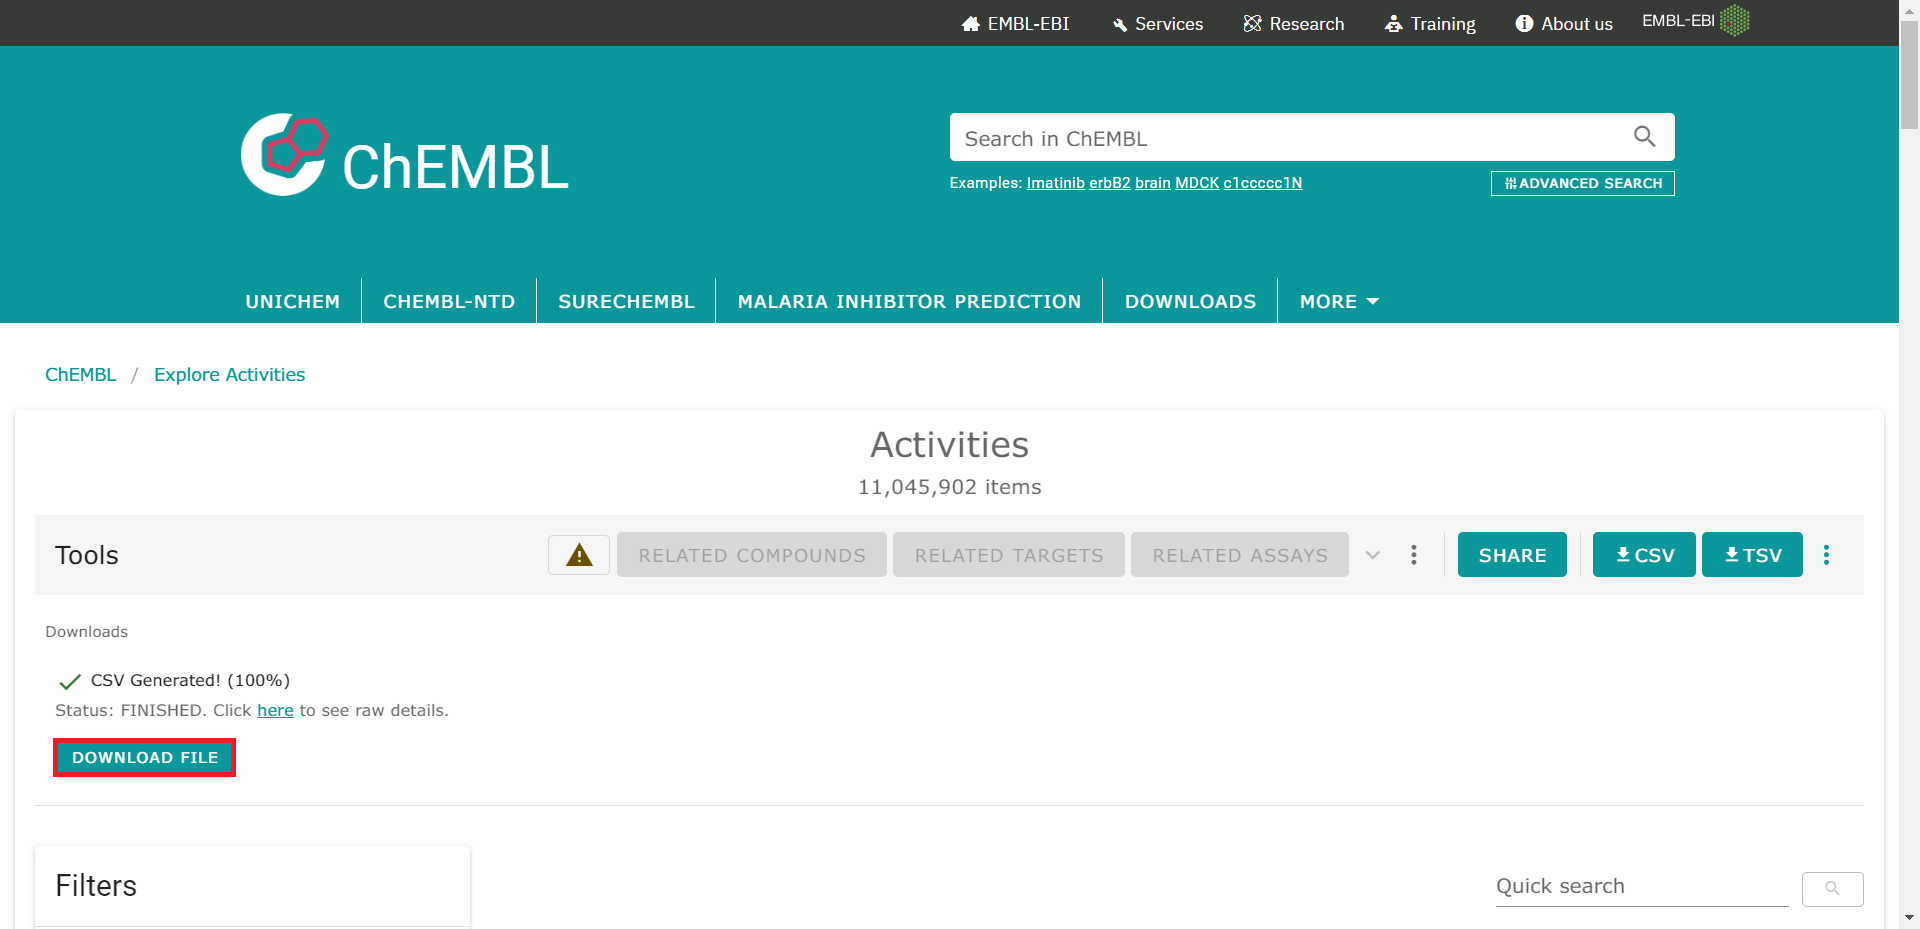 EMBL-EBI Services Research Training About us EMBL-EBI
ChEMBL
Search in ChEMBL
Examples: Imatinib erbB2 brain MDCK c1ccccc1N
ADVANCED SEARCH
UNICHEM CHEMBL-NTD SURECHEMBL MALARIA INHIBITOR PREDICTION DOWNLOADS MORE
ChEMBL / Explore Activities
Activities
11,045,902 items
Tools RELATED COMPOUNDS RELATED TARGETS RELATED ASSAYS SHARE CSV TSV
Downloads
CSV Generated! (100%)
Status: FINISHED. Click here to see raw details.
DOWNLOAD FILE
Filters
Quick search